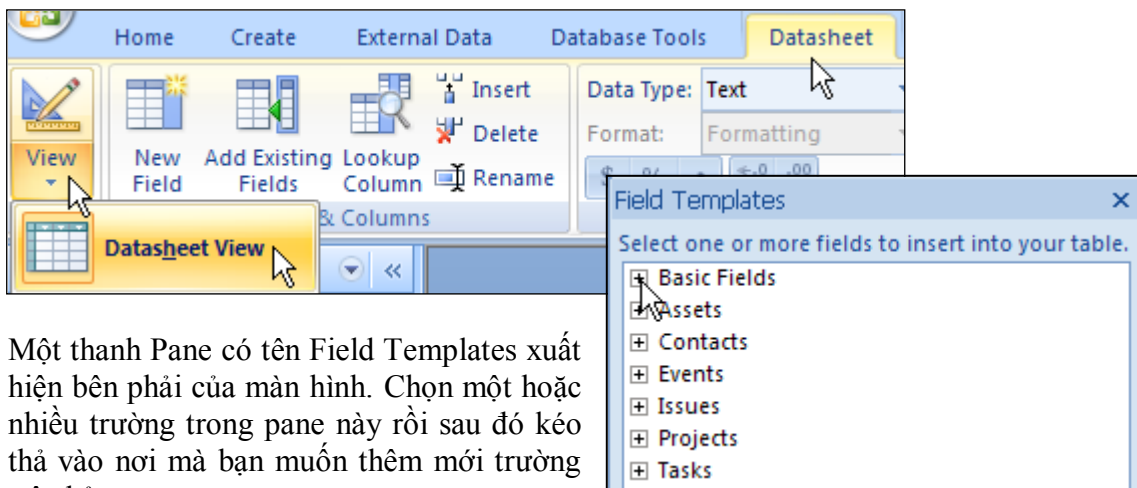 Home Create External Data Database Tools Datasheet
View
New Field
Add Existing Fields
Lookup Column
Insert
Delete
Rename
Data Type: Text
Format: Formatting
& Columns
Datasheet View
Field Templates
Select one or more fields to insert into your table.
Basic Fields
Assets
Contacts
Events
Issues
Projects
Tasks
Một thanh Pane có tên Field Templates xuất
hiện bên phải của màn hình. Chọn một hoặc
nhiều trường trong pane này rồi sau đó kéo
thả vào nơi mà bạn muốn thêm mới trường